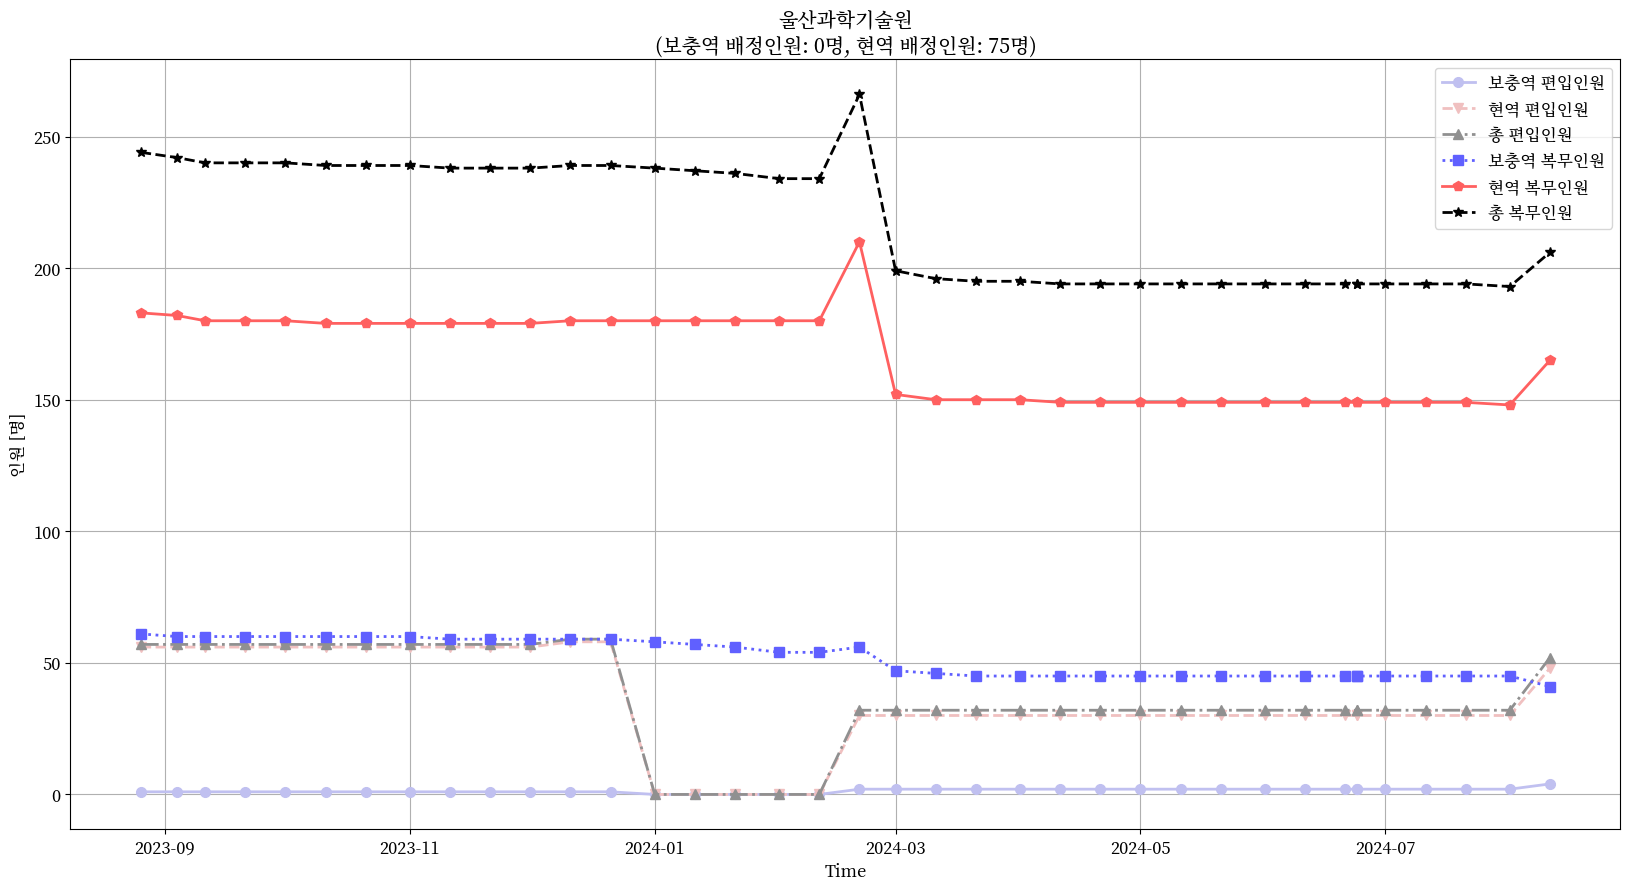 울산과학기술원
(보충역 배정인원: 0명, 현역 배정인원: 75명)
보충역 편입인원
현역 편입인원
총 편입인원
보충역 복무인원
현역 복무인원
총 복무인원
인원 [명]
250
200
150
100
50
0
2023-09
2023-11
2024-01
2024-03
2024-05
2024-07
Time